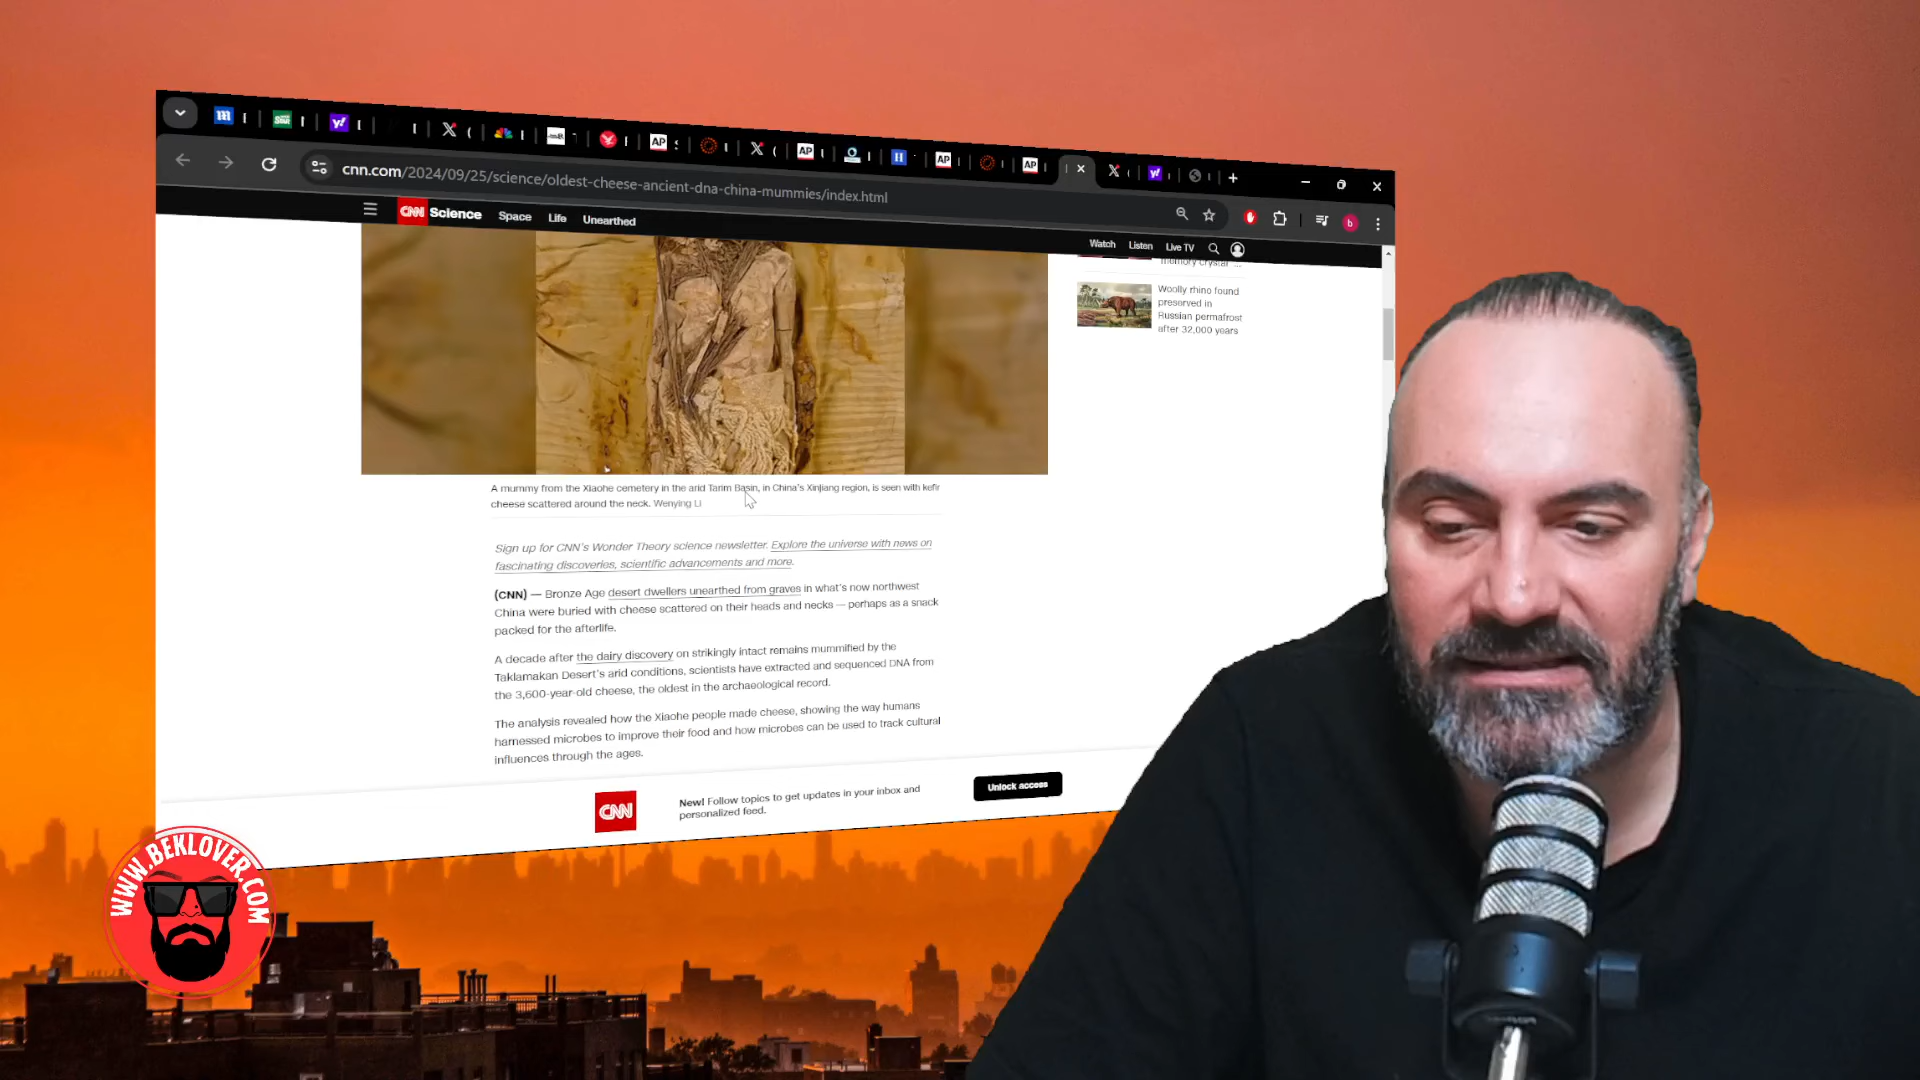 cnn.com/2024/09/25/science/oldest-cheese-ancient-dna-china-mummies/index.html
CNN Science Space Life Unearthed
Watch Listen Live TV
memory crystal ...
Woolly rhino found
preserved in
Russian permafrost
after 32,000 years
A mummy from the Xiaohe cemetery in the arid Tarim Basin, in China's Xinjiang region, is seen with kefir
cheese scattered around the neck. Wenying Li
Sign up for CNN's Wonder Theory science newsletter. Explore the universe with news on
fascinating discoveries, scientific advancements and more.
(CNN) — Bronze Age desert dwellers unearthed from graves in what's now northwest
China were buried with cheese scattered on their heads and necks — perhaps as a snack
packed for the afterlife.
A decade after the dairy discovery on strikingly intact remains mummified by the
Taklamakan Desert's arid conditions, scientists have extracted and sequenced DNA from
the 3,600-year-old cheese, the oldest in the archaeological record.
The analysis revealed how the Xiaohe people made cheese, showing the way humans
harnessed microbes to improve their food and how microbes can be used to track cultural
influences through the ages.
CNN
New! Follow topics to get updates in your inbox and
personalized feed.
Unlock access
WWW.BEKLOVER.COM